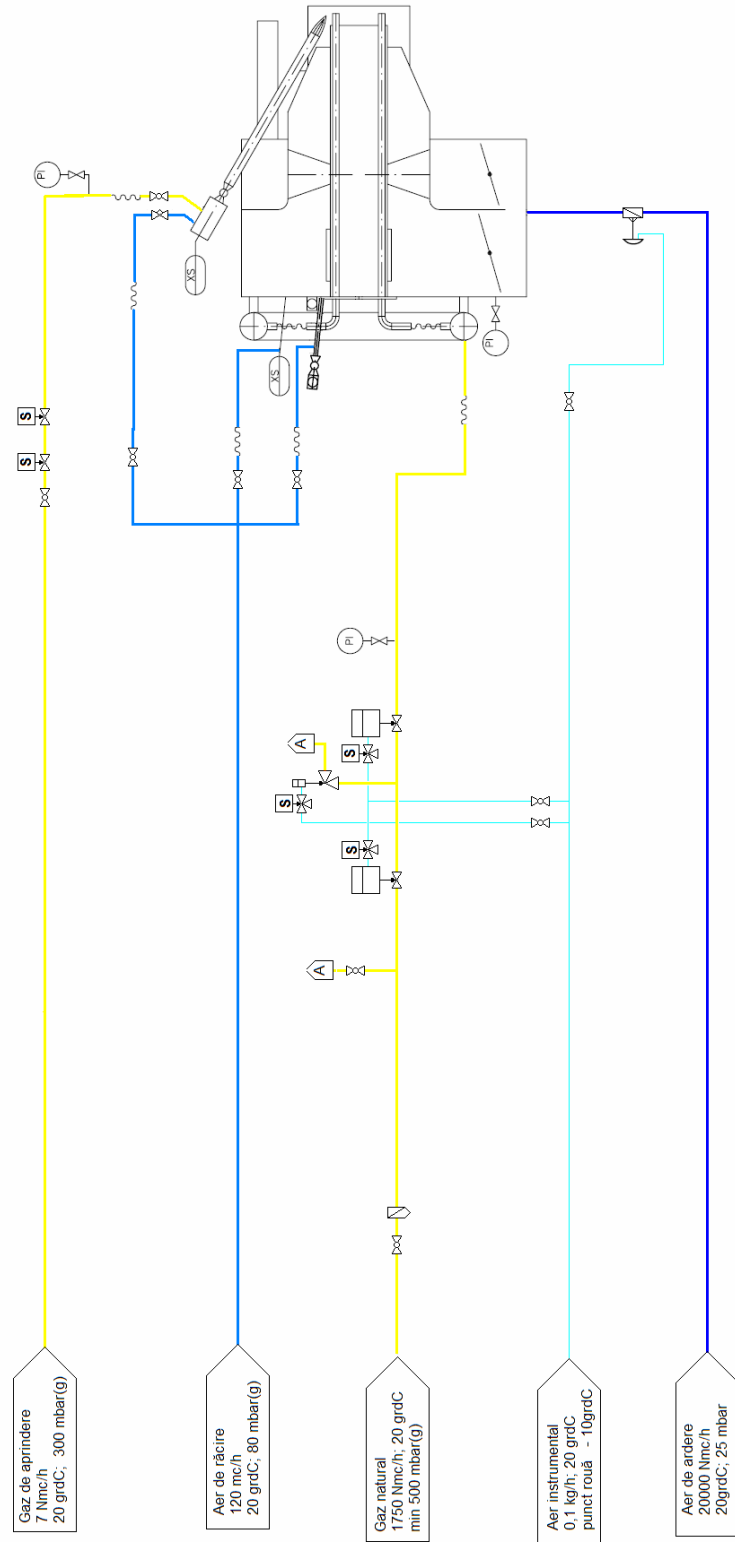 PI
XS
XS
PI
S
S
PI
A
S
S
S
A
Gaz de aprindere
7 Nmc/h
20 grdC; 300 mbar(g)
Aer de răcire
120 mc/h
20 grdC; 80 mbar(g)
Gaz natural
1750 Nmc/h; 20 grdC
min 500 mbar(g)
Aer instrumental
0,1 kg/h; 20 grdC
punct rouă - 10grdC
Aer de ardere
20000 Nmc/h
20grdC; 25 mbar